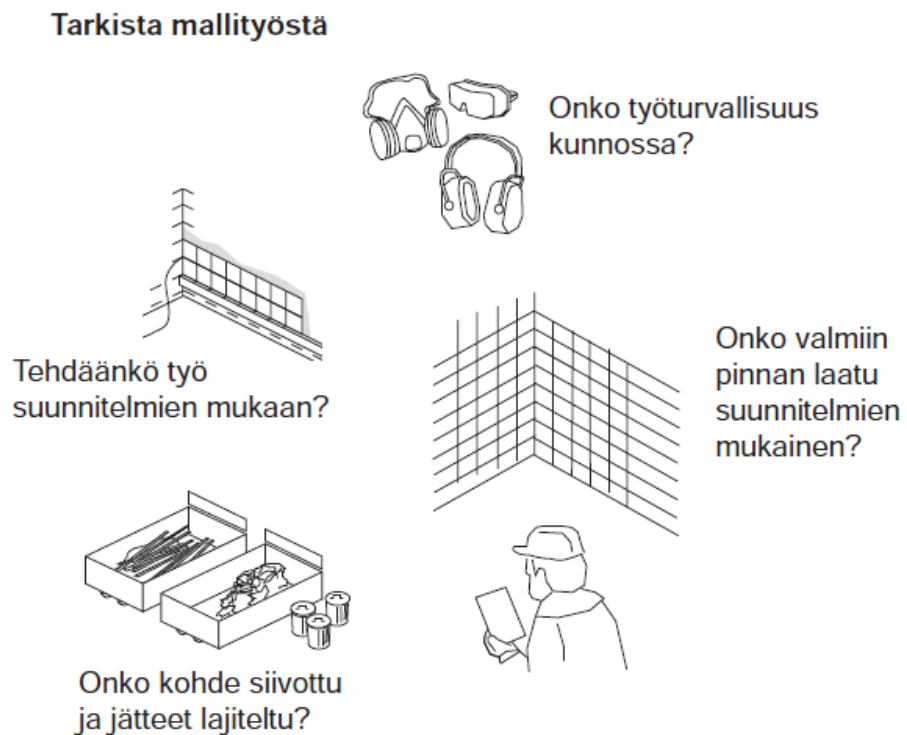 Tarkista mallityöstä
Onko työturvallisuus
kunnossa?
Tehdäänkö työ
suunnitelmien mukaan?
Onko valmiin
pinnan laatu
suunnitelmien
mukainen?
Onko kohde siivottu
ja jätteet lajiteltu?